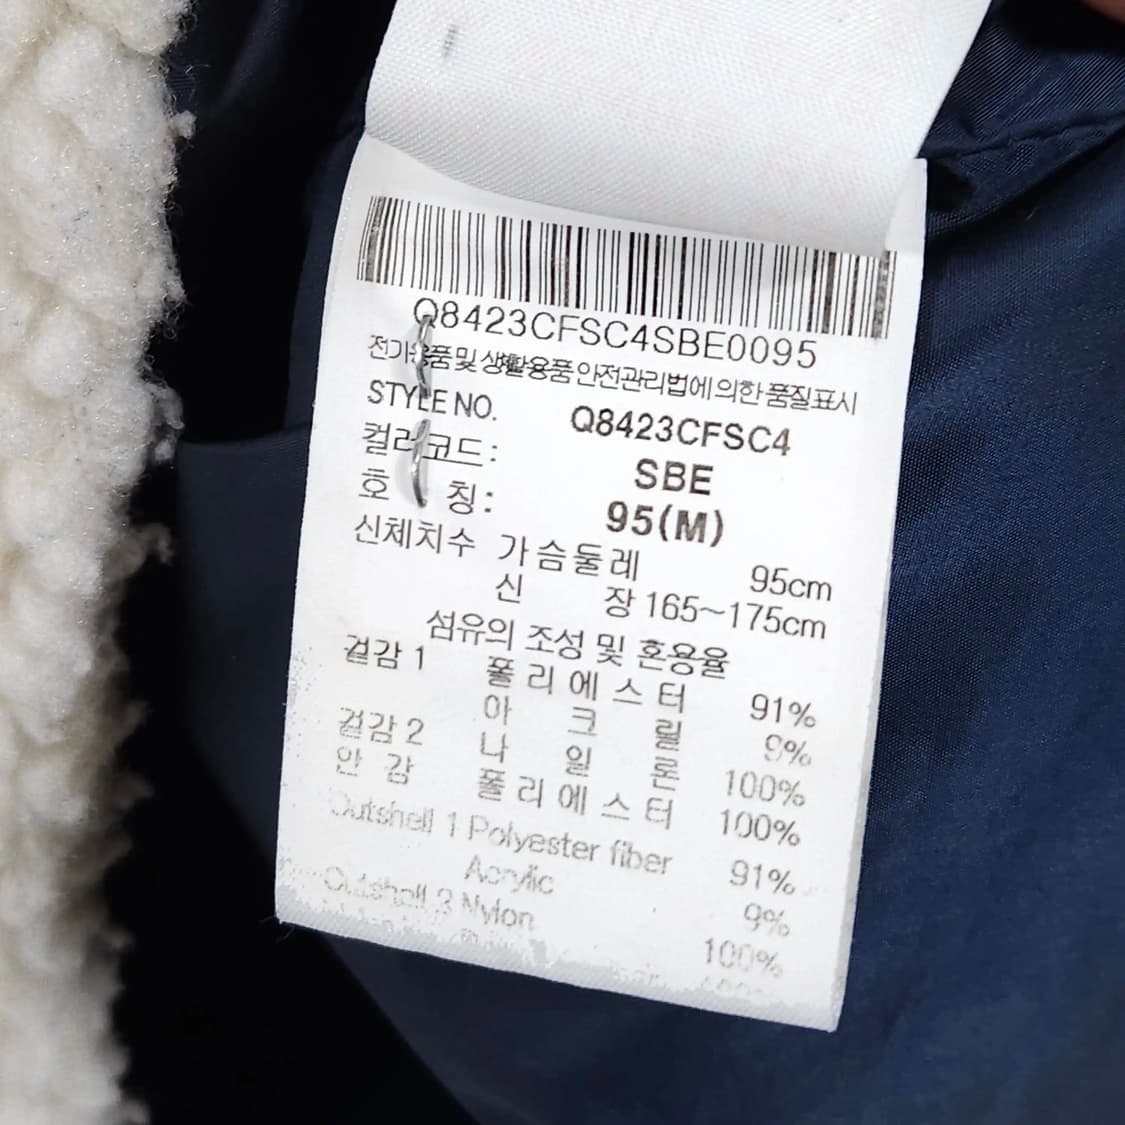 Q8423CFSC4SBE0095
전기용품 및 생활용품 안전관리법에 의한 품질표시
STYLE NO. Q8423CFSC4
컬러코드: SBE
호 칭: 95(M)
신체치수 가슴둘레 95cm
신 장 165~175cm
섬유의 조성 및 혼용율
겉감 1 폴리에스터 91%
아 크 릴 9%
겉감 2 나 일 론 100%
안 감 폴리에스터 100%
Outshell 1 Polyester fiber 91%
Acrylic 9%
Outshell Nylon 100%